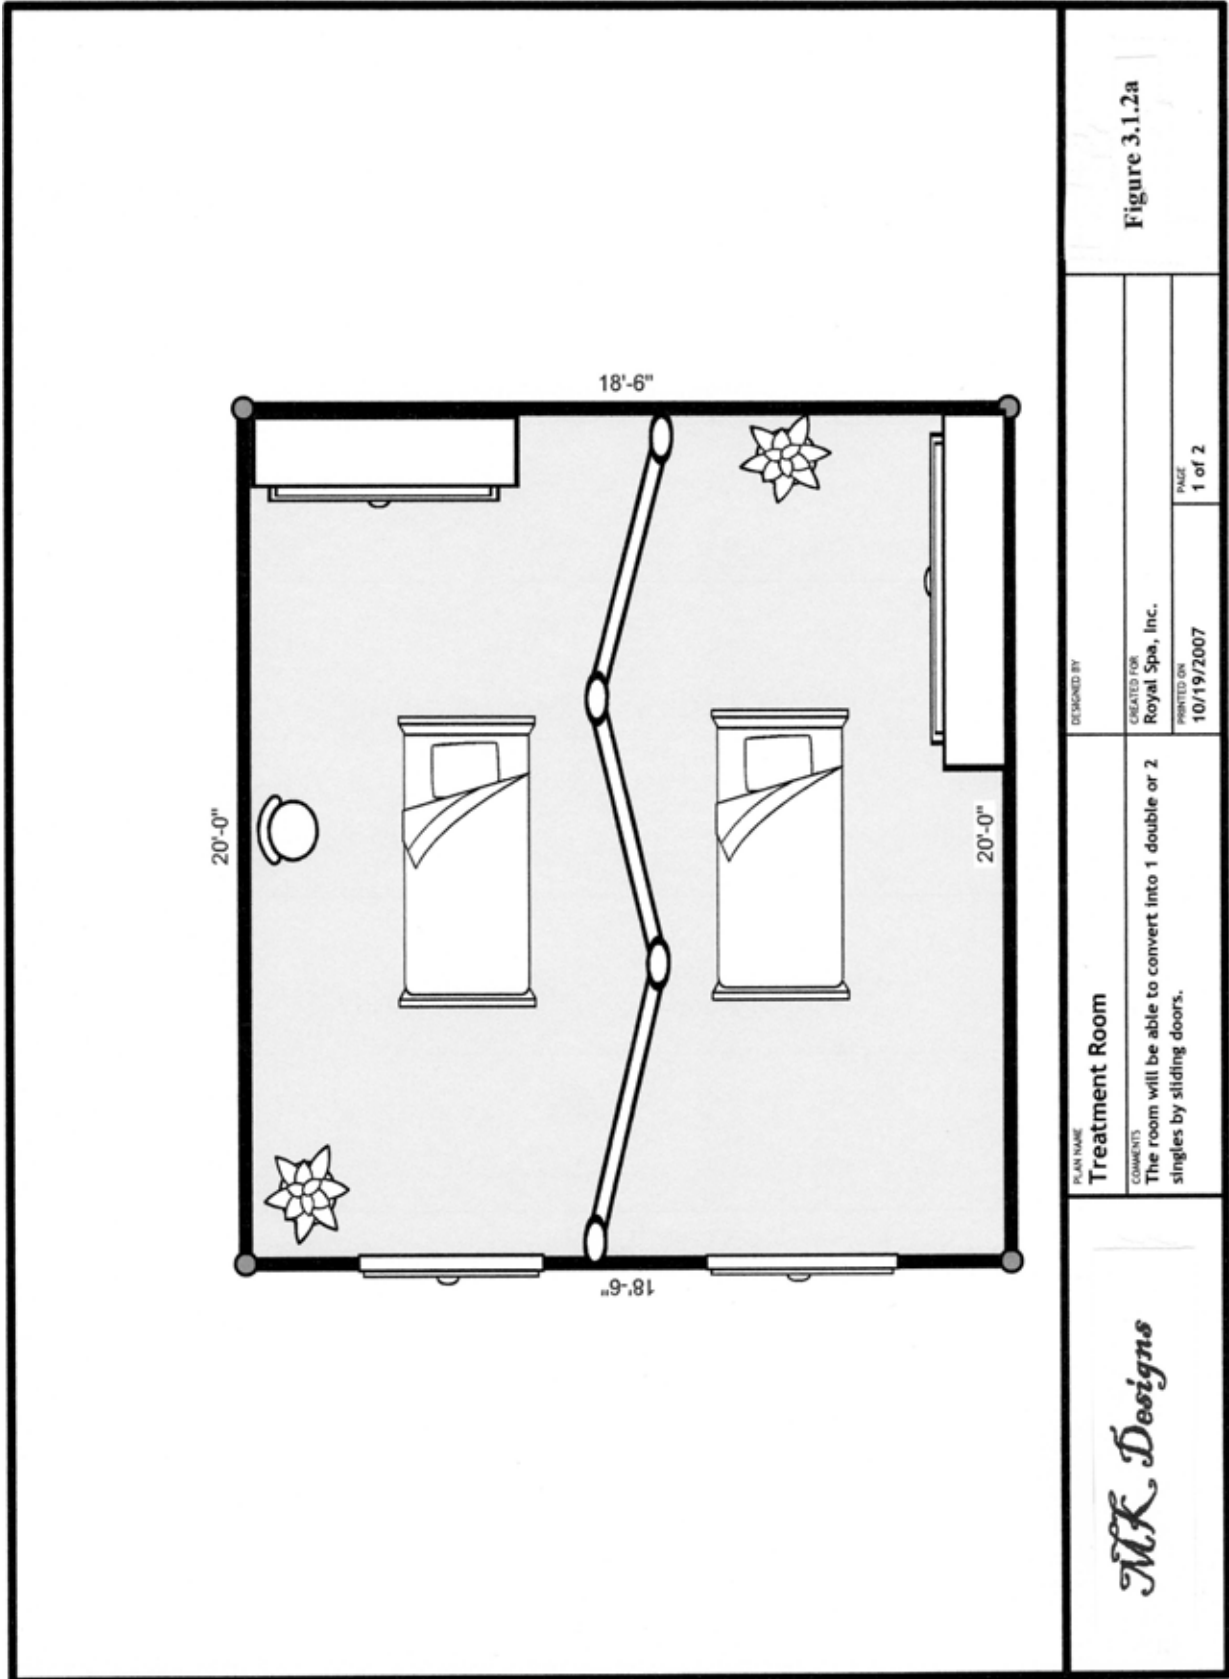 18'-6"
20'-0"
20'-0"
18'-6"
MK Designs
PLAN NAME
Treatment Room
COMMENTS
The room will be able to convert into 1 double or 2
singles by sliding doors.
DESIGNED BY
CREATED FOR
Royal Spa, Inc.
PRINTED ON
10/19/2007
PAGE
1 of 2
Figure 3.1.2a